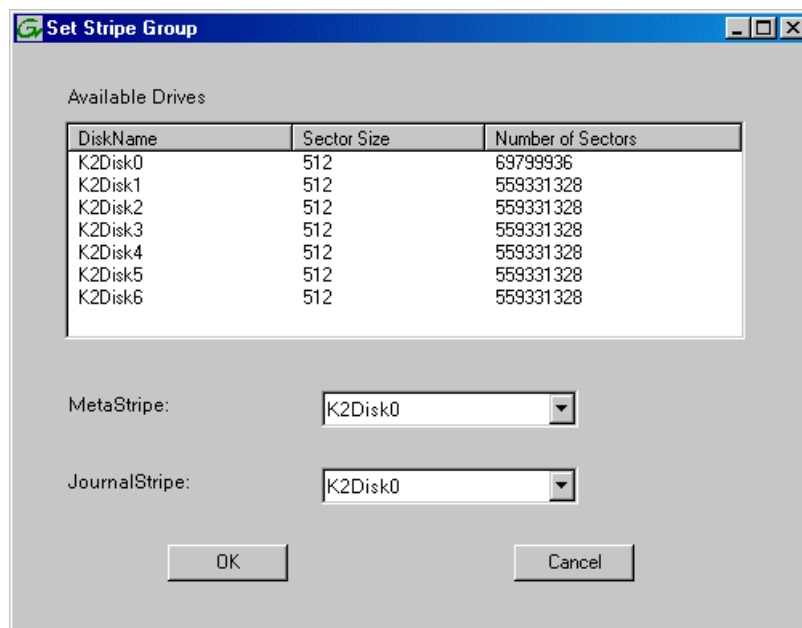 Set Stripe Group
Available Drives
DiskName Sector Size Number of Sectors
K2Disk0 512 69799936
K2Disk1 512 559331328
K2Disk2 512 559331328
K2Disk3 512 559331328
K2Disk4 512 559331328
K2Disk5 512 559331328
K2Disk6 512 559331328
MetaStripe: K2Disk0
JournalStripe: K2Disk0
OK Cancel